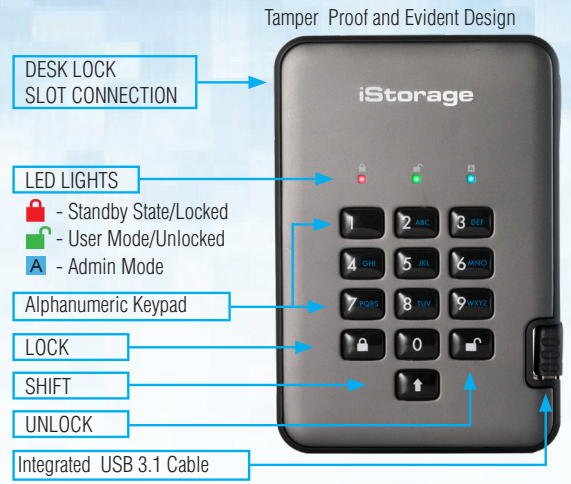 Tamper Proof and Evident Design
DESK LOCK
SLOT CONNECTION
iStorage
LED LIGHTS
- Standby State/Locked
- User Mode/Unlocked
A - Admin Mode
A
1
2 ABC
3 DEF
4 GHI
5 JKL
6 MNO
Alphanumeric Keypad
7 PQRS
8 TUV
9 WXYZ
LOCK
0
SHIFT
UNLOCK
Integrated USB 3.1 Cable